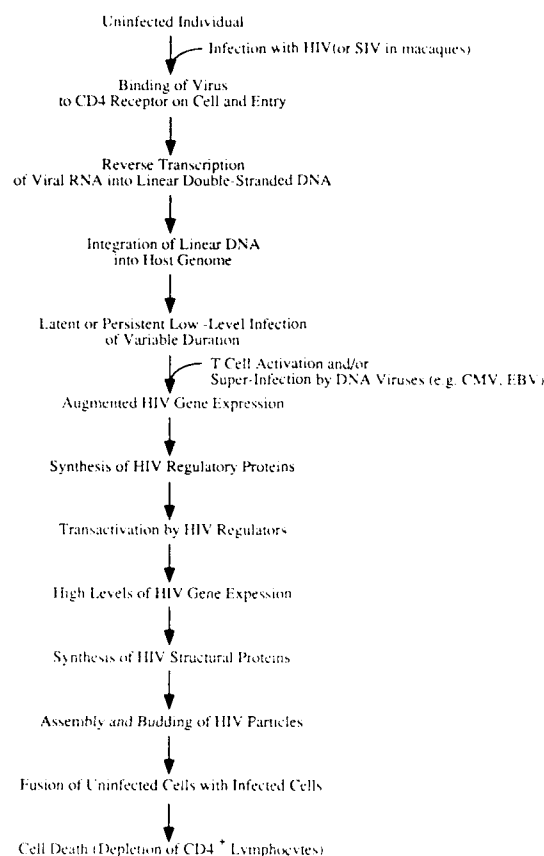 Uninfected Individual
Infection with HIV(or SIV in macaques)
Binding of Virus
to CD4 Receptor on Cell and Entry
Reverse Transcription
of Viral RNA into Linear Double-Stranded DNA
Integration of Linear DNA
into Host Genome
Latent or Persistent Low -Level Infection
of Variable Duration
T Cell Activation and/or
Super-Infection by DNA Viruses (e.g. CMV, EBV)
Augmented HIV Gene Expression
Synthesis of HIV Regulatory Proteins
Transactivation by HIV Regulators
High Levels of HIV Gene Expession
Synthesis of HIV Structural Proteins
Assembly and Budding of HIV Particles
Fusion of Uninfected Cells with Infected Cells
Cell Death (Depletion of CD4 + Lymphocytes)